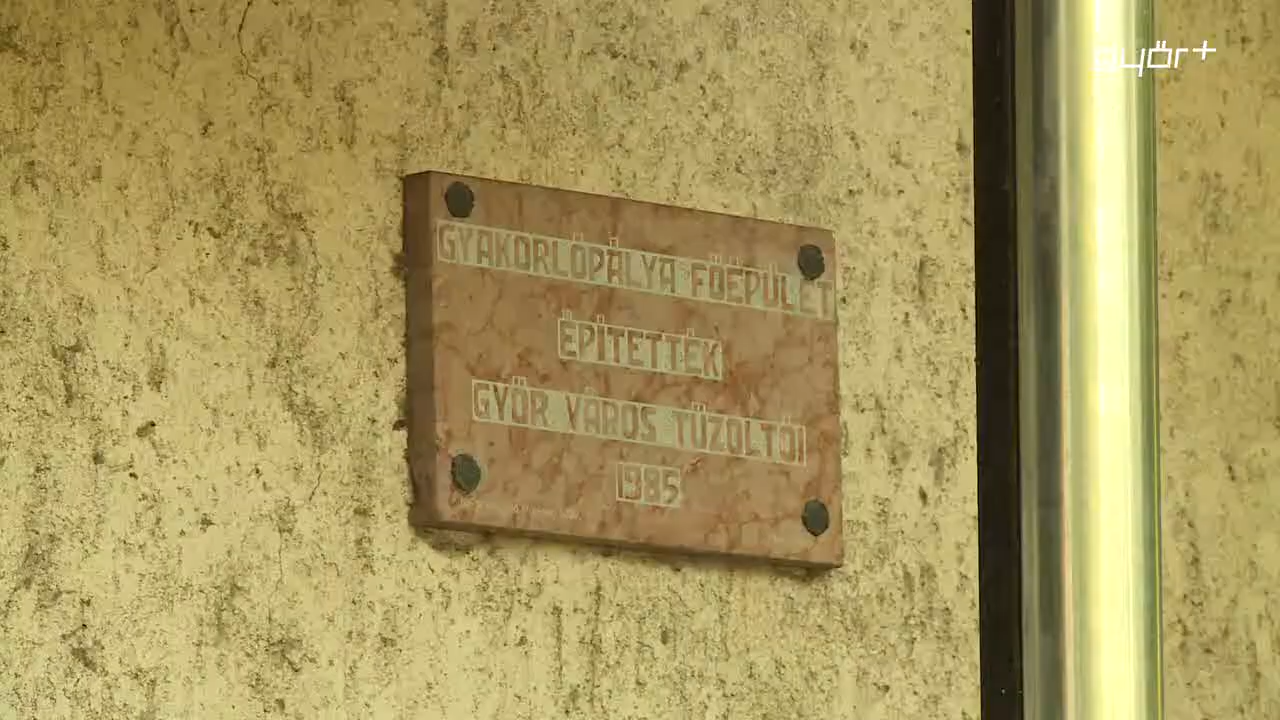 győr+
GYAKORLÓPÁLYA FŐÉPÜLET
ÉPÍTETTÉK
GYŐR VÁROS TŰZOLTÓI
1985